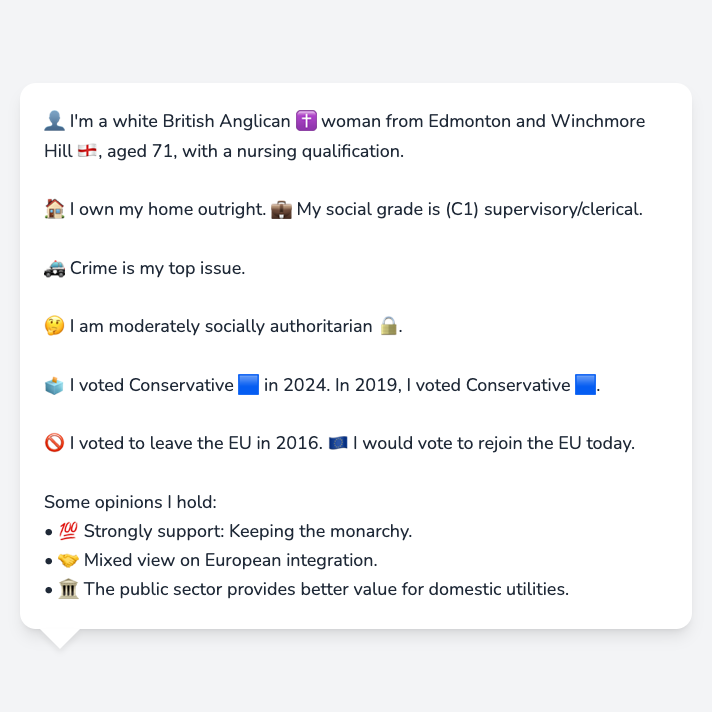 👤 I'm a white British Anglican ✝️ woman from Edmonton and Winchmore
Hill 🏴󠁧󠁢󠁥󠁮󠁧󠁿, aged 71, with a nursing qualification.
🏠 I own my home outright. 💼 My social grade is (C1) supervisory/clerical.
🚓 Crime is my top issue.
🤔 I am moderately socially authoritarian 🔒.
🗳️ I voted Conservative 🟦 in 2024. In 2019, I voted Conservative 🟦.
🚫 I voted to leave the EU in 2016. 🇪🇺 I would vote to rejoin the EU today.
Some opinions I hold:
• 💯 Strongly support: Keeping the monarchy.
• 🤝 Mixed view on European integration.
• 🏛️ The public sector provides better value for domestic utilities.